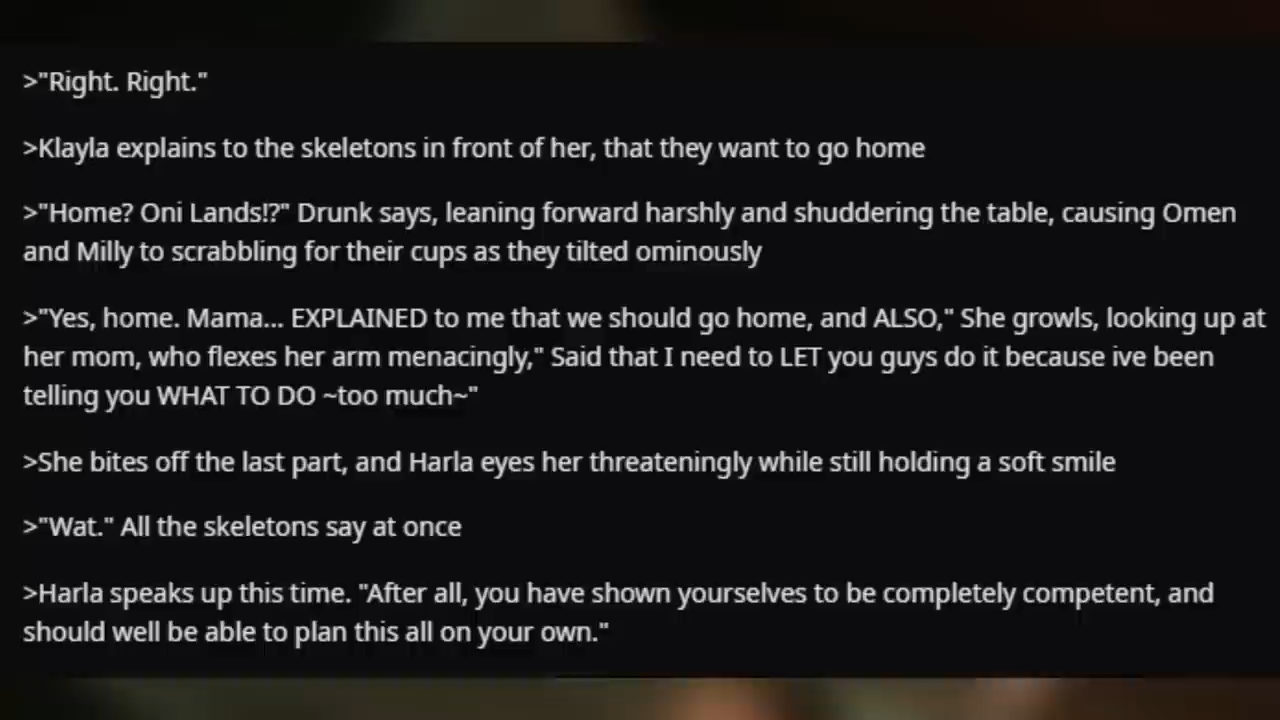 >"Right. Right."
>Klayla explains to the skeletons in front of her, that they want to go home
>"Home? Oni Lands!?" Drunk says, leaning forward harshly and shuddering the table, causing Omen
and Milly to scrabbling for their cups as they tilted ominously
>"Yes, home. Mama... EXPLAINED to me that we should go home, and ALSO," She growls, looking up at
her mom, who flexes her arm menacingly," Said that I need to LET you guys do it because ive been
telling you WHAT TO DO ~too much~"
>She bites off the last part, and Harla eyes her threateningly while still holding a soft smile
>"Wat." All the skeletons say at once
>Harla speaks up this time. "After all, you have shown yourselves to be completely competent, and
should well be able to plan this all on your own."